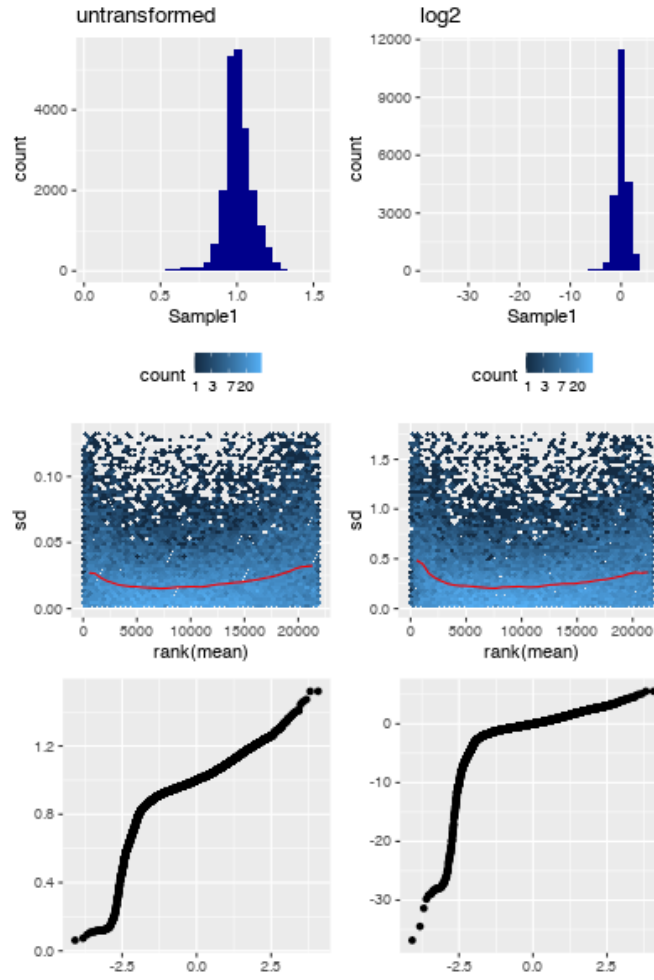 untransformed log2
4000
2000
0
count
0.0 0.5 1.0 1.5
Sample1
12000
9000
6000
3000
0
count
-30 -20 -10 0
Sample1
count 1 3 7 20
count 1 3 7 20
0.10
0.05
0.00
sd
0 5000 10000 15000 20000
rank(mean)
1.5
1.0
0.5
0.0
sd
0 5000 10000 15000 20000
rank(mean)
1.2
0.8
0.4
0.0
-2.5 0.0 2.5
0
-10
-20
-30
-2.5 0.0 2.5